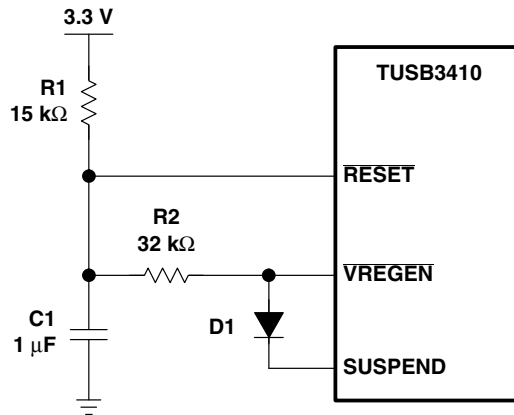 3.3 V
TUSB3410
R1
15 kΩ
RESET
R2
32 kΩ
VREGEN
C1
1 μF
D1
SUSPEND